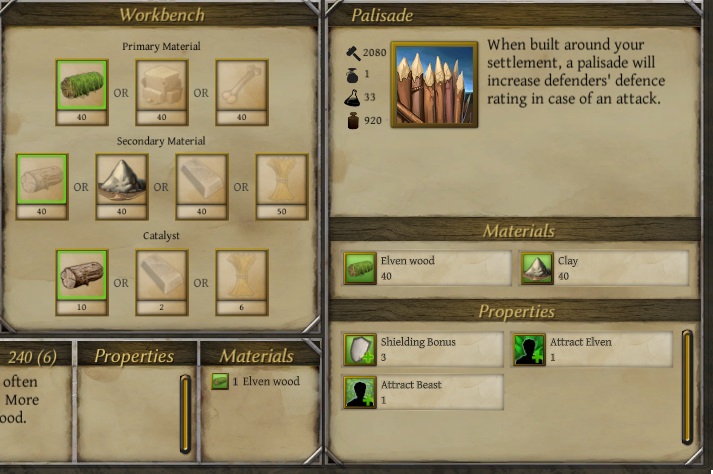 Workbench
Primary Material
OR
OR
40
40
40
Secondary Material
OR
OR
OR
40
40
40
50
Catalyst
OR
OR
10
2
6
240 (6)
often
More
ood.
Properties
Materials
1 Elven wood
Palisade
2080
1
33
920
When built around your
settlement, a palisade will
increase defenders' defence
rating in case of an attack.
Materials
Elven wood
40
Clay
40
Properties
Shielding Bonus
3
Attract Elven
1
Attract Beast
1